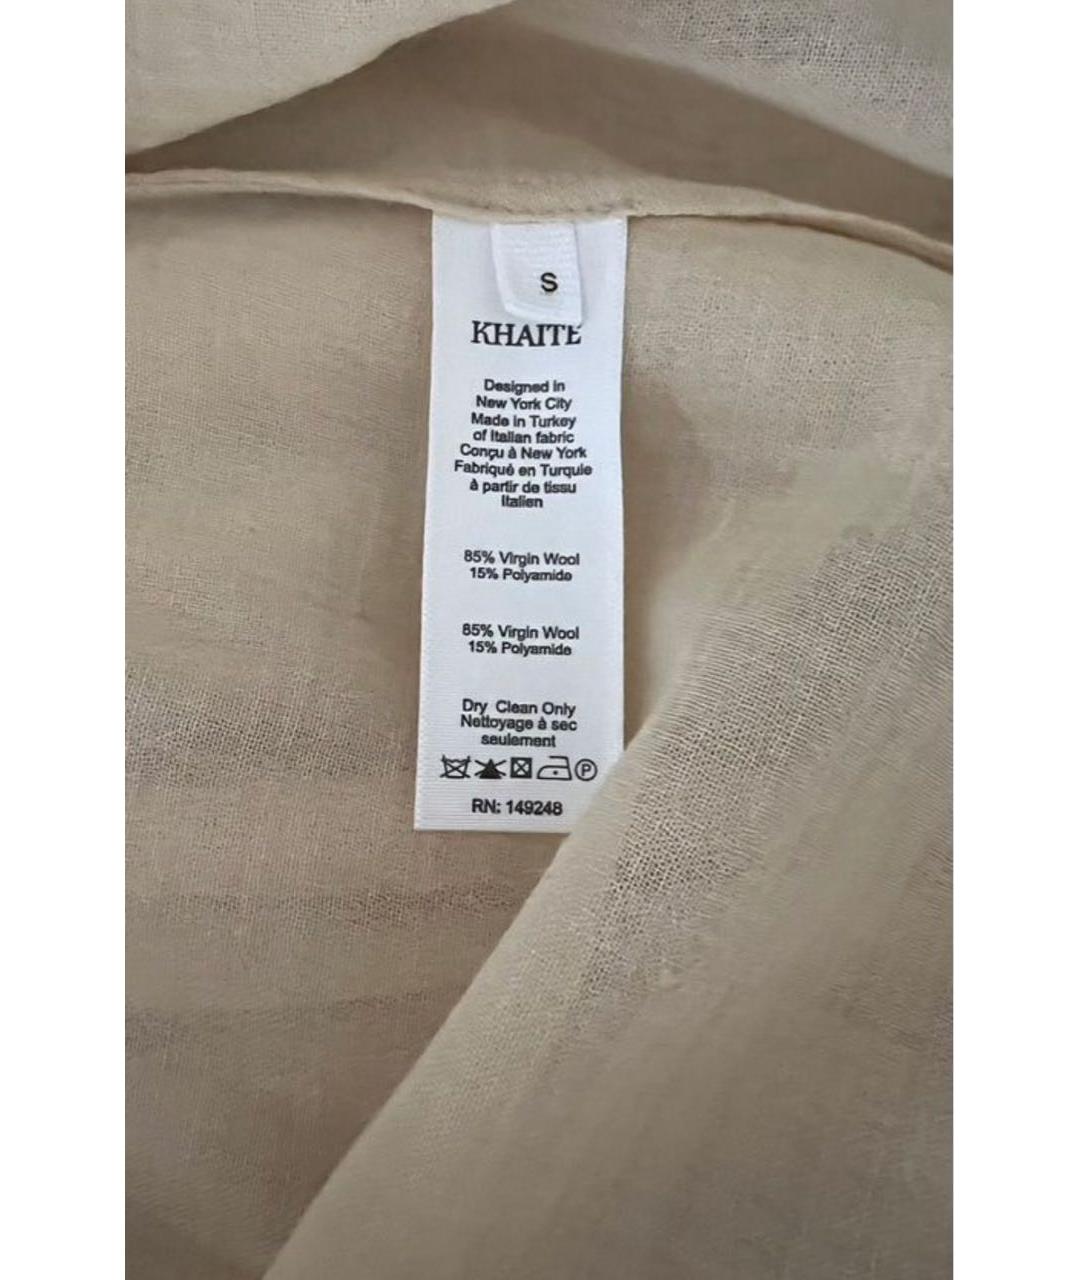 S
KHAITE
Designed in
New York City
Made in Turkey
of Italian fabric
Conçu à New York
Fabriqué en Turquie
à partir de tissu
Italien
85% Virgin Wool
15% Polyamide
85% Virgin Wool
15% Polyamide
Dry Clean Only
Nettoyage à sec
seulement
P
RN: 149248